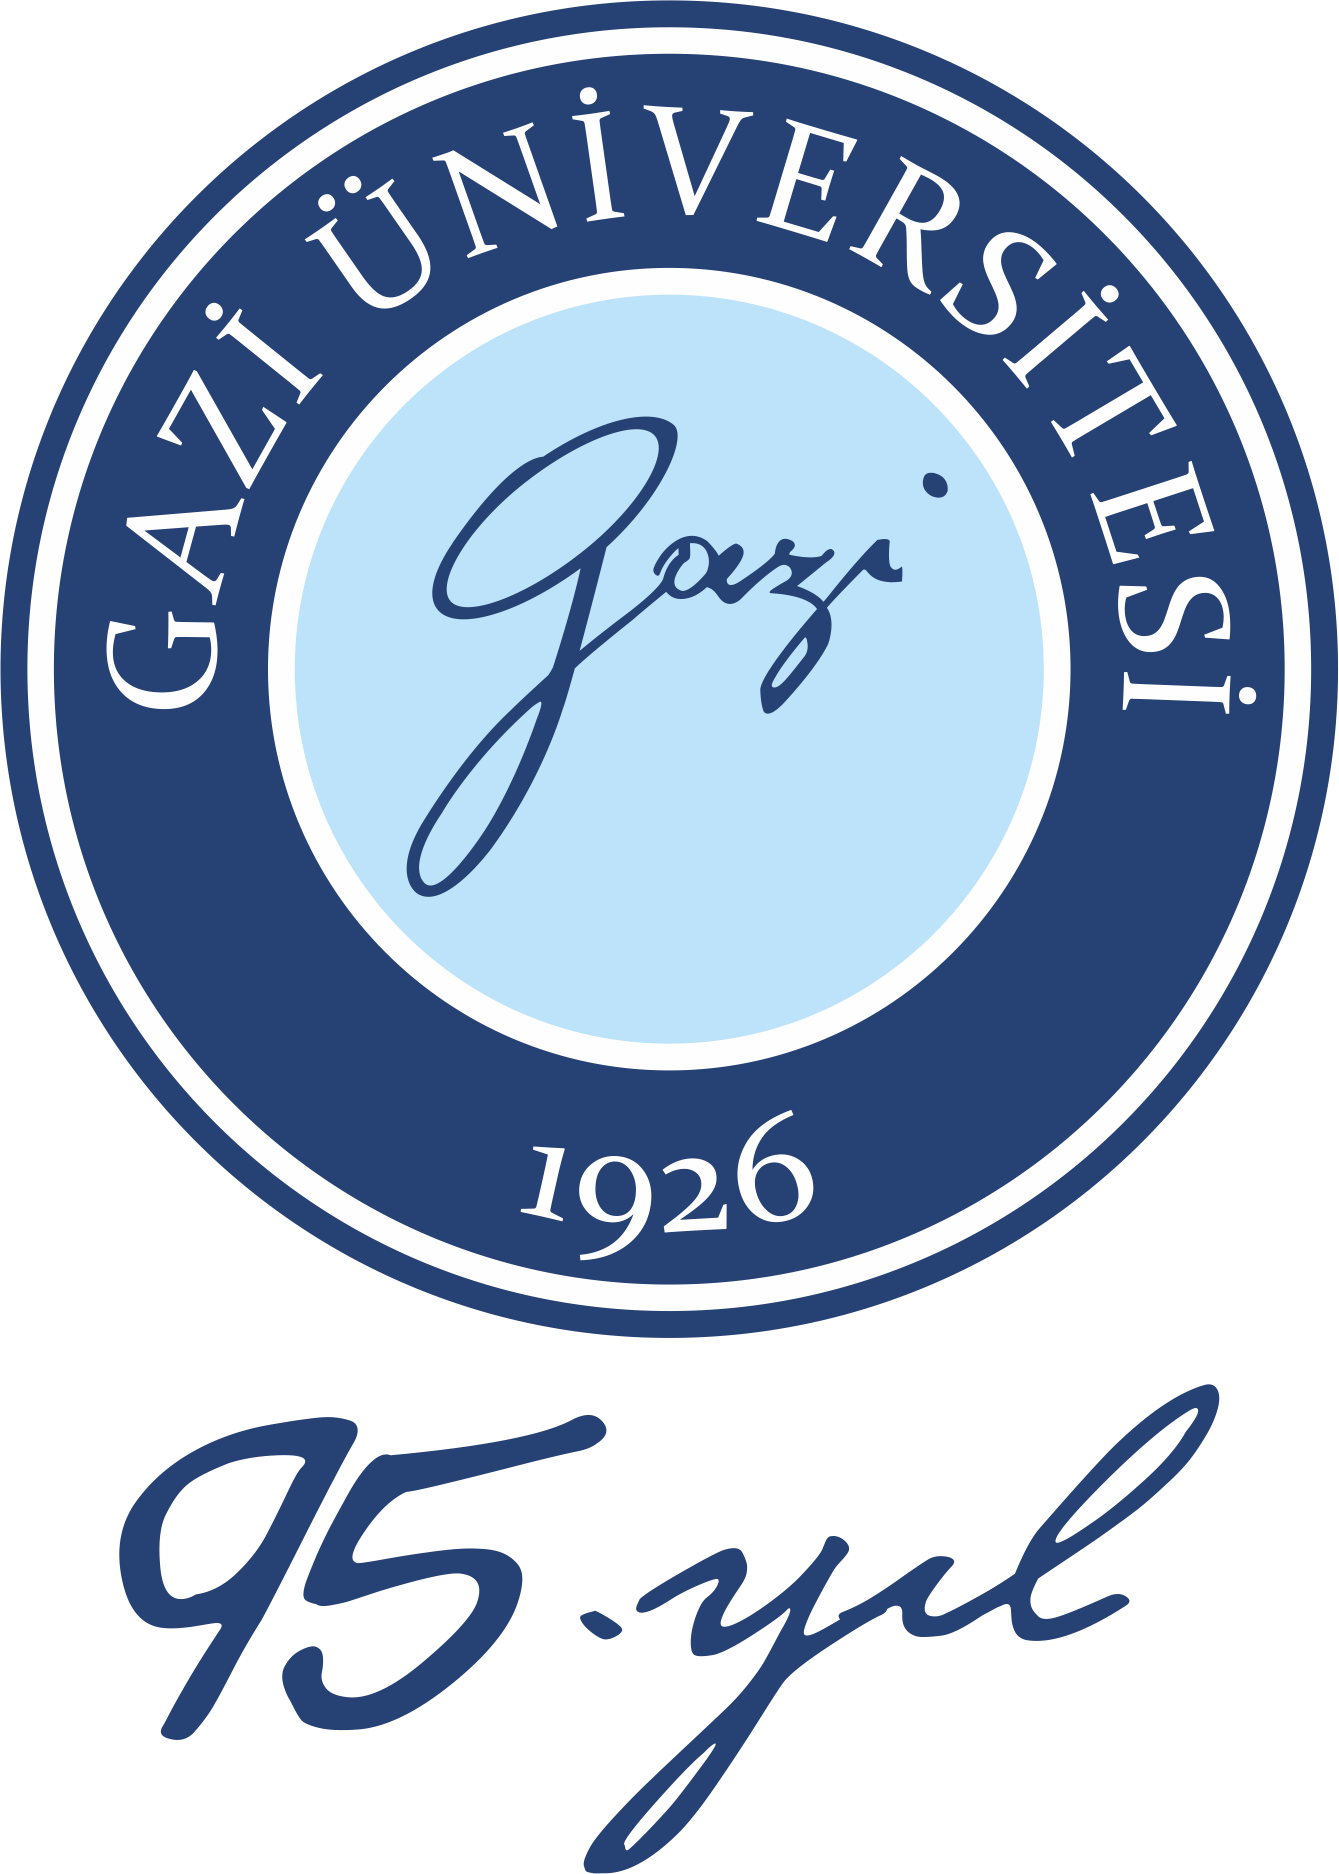 GAZİ ÜNİVERSİTESİ
gazi
1926
95. yıl